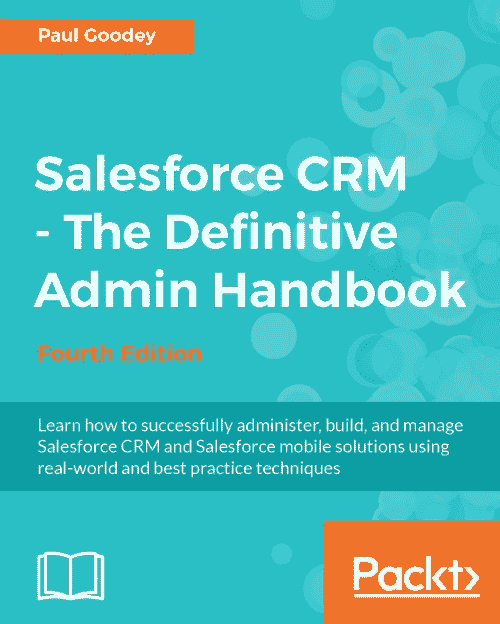 Paul Goodey
Salesforce CRM
- The Definitive
Admin Handbook
Fourth Edition
Learn how to successfully administer, build, and manage
Salesforce CRM and Salesforce mobile solutions using
real-world and best practice techniques
Packt>